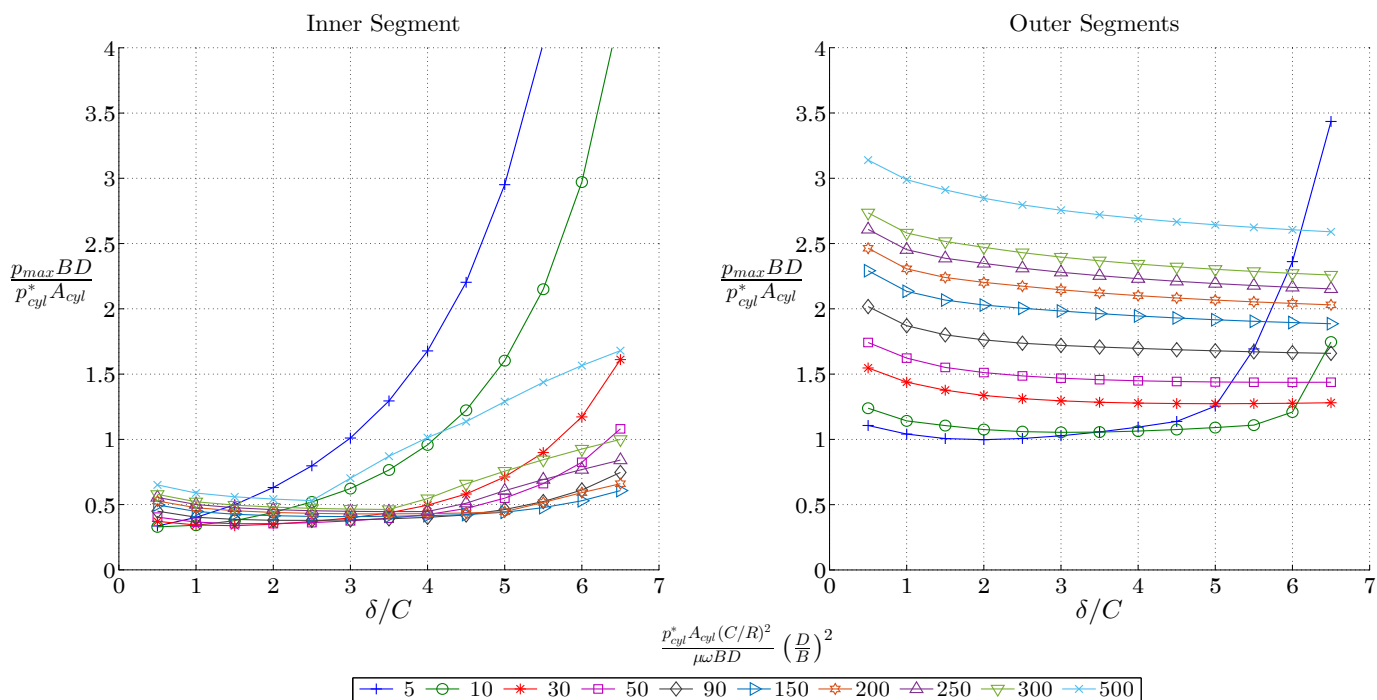 Inner Segment
Outer Segments
4
3.5
3
2.5
2
1.5
1
0.5
0
p_max BD / p*_cyl A_cyl
0 1 2 3 4 5 6 7
δ/C
4
3.5
3
2.5
2
1.5
1
0.5
0
p_max BD / p*_cyl A_cyl
0 1 2 3 4 5 6 7
δ/C
p*_cyl A_cyl (C/R)² / μωBD (D/B)²
5 10 30 50 90 150 200 250 300 500